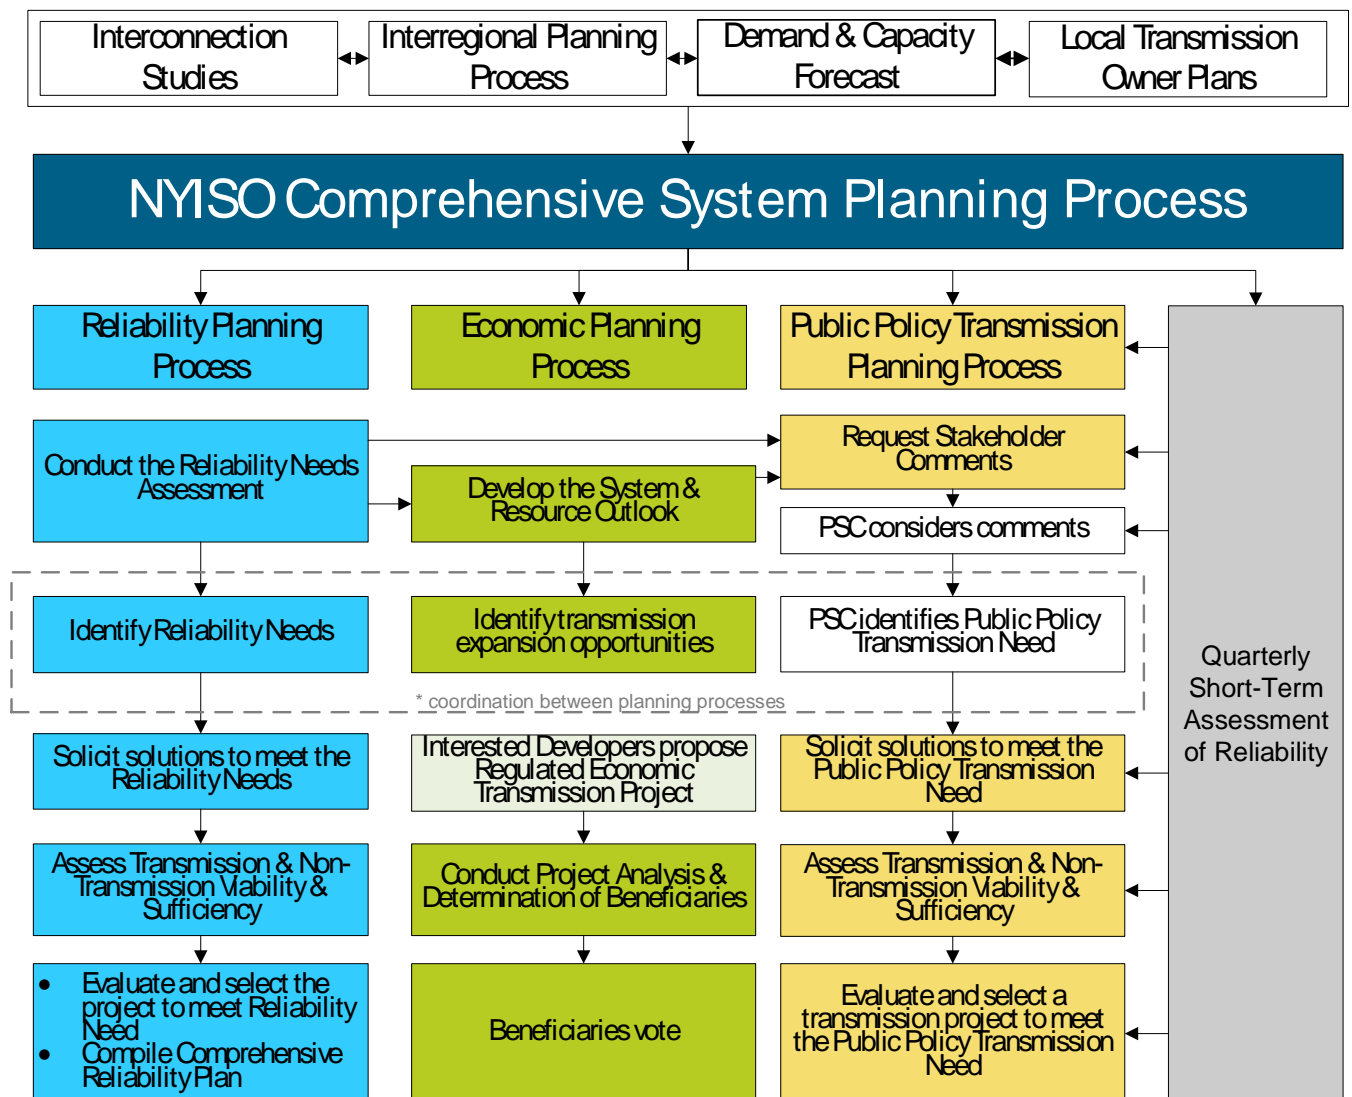 Interconnection
Studies
Interregional Planning
Process
Demand & Capacity
Forecast
Local Transmission
Owner Plans
NYISO Comprehensive System Planning Process
Reliability Planning
Process
Economic Planning
Process
Public Policy Transmission
Planning Process
Conduct the Reliability Needs
Assessment
Develop the System &
Resource Outlook
Request Stakeholder
Comments
PSC considers comments
Identify Reliability Needs
Identify transmission
expansion opportunities
PSC identifies Public Policy
Transmission Need
* coordination between planning processes
Quarterly
Short-Term
Assessment
of Reliability
Solicit solutions to meet the
Reliability Needs
Interested Developers propose
Regulated Economic
Transmission Project
Solicit solutions to meet the
Public Policy Transmission
Need
Assess Transmission & Non-
Transmission Viability &
Sufficiency
Conduct Project Analysis &
Determination of Beneficiaries
Assess Transmission & Non-
Transmission Viability &
Sufficiency
• Evaluate and select the
project to meet Reliability
Need
• Compile Comprehensive
Reliability Plan
Beneficiaries vote
Evaluate and select a
transmission project to meet
the Public Policy Transmission
Need